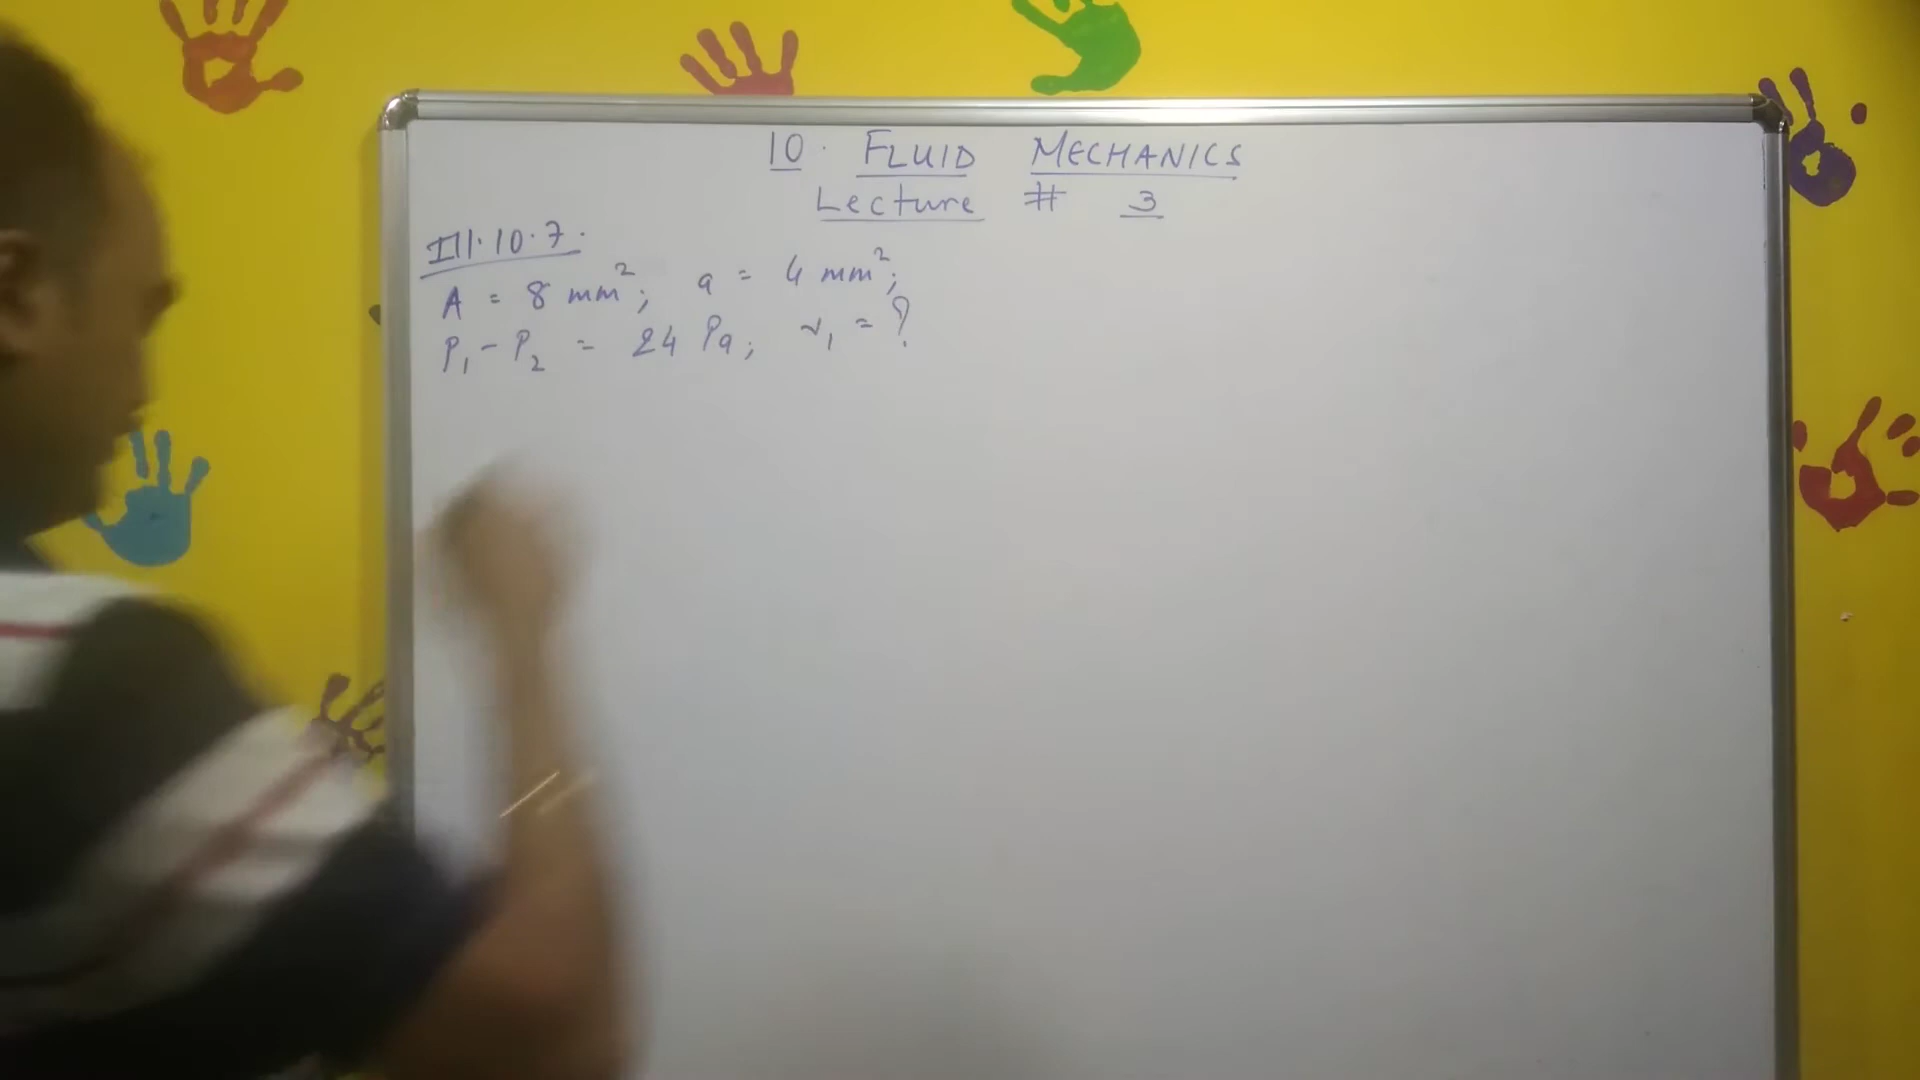 10. FLUID MECHANICS
Lecture # 3
Ill. 10.7.
A = 8 mm²; a = 4 mm²;
P₁ - P₂ = 24 Pa; v₁ = ?